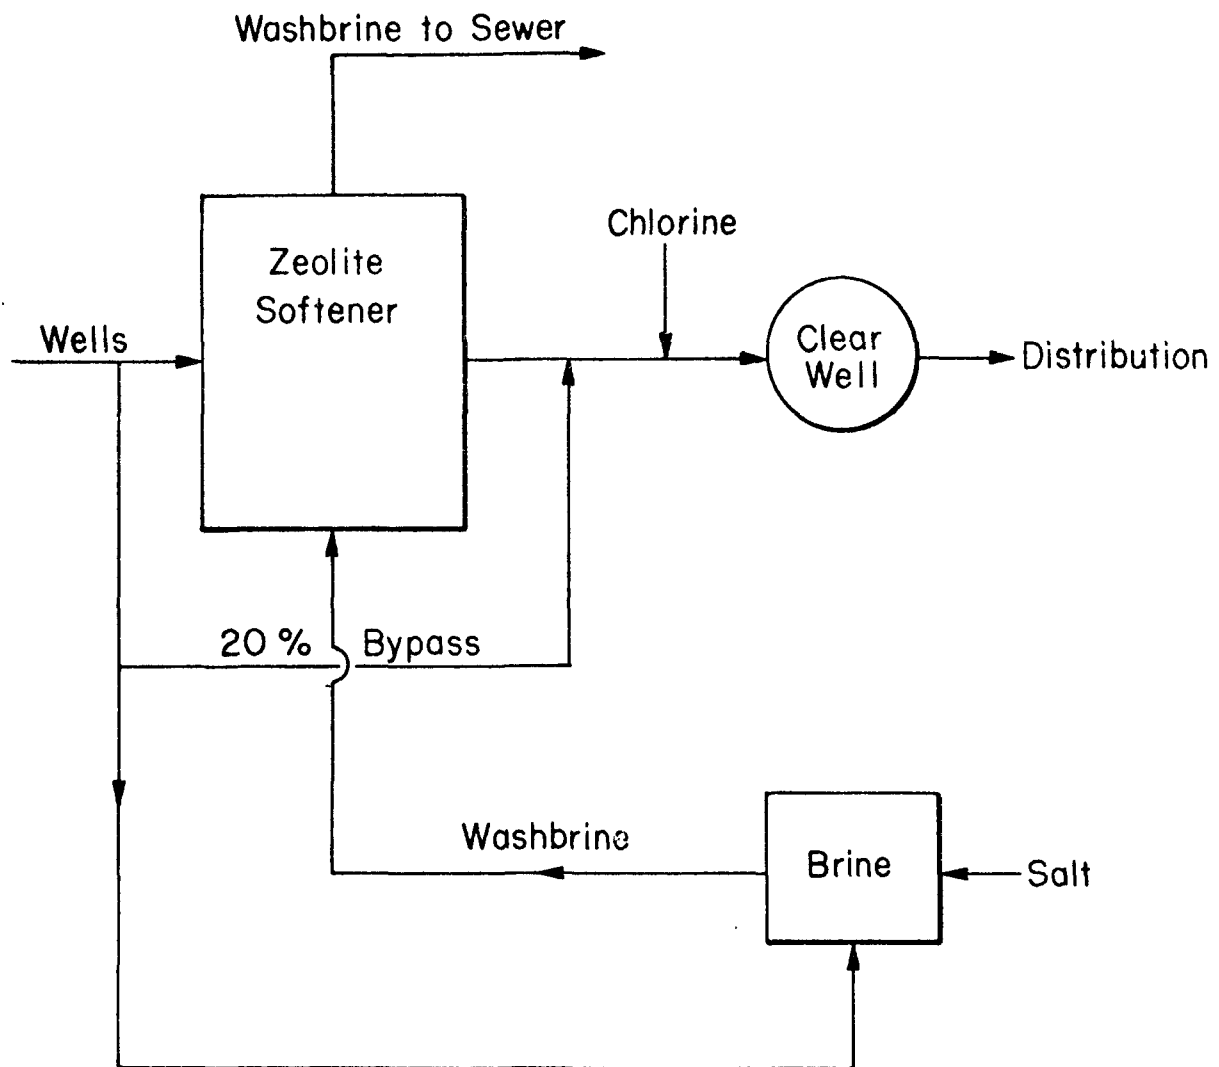 Washbrine to Sewer
Zeolite
Softener
Chlorine
Wells
Clear
Well
Distribution
20 % Bypass
Washbrine
Brine
Salt